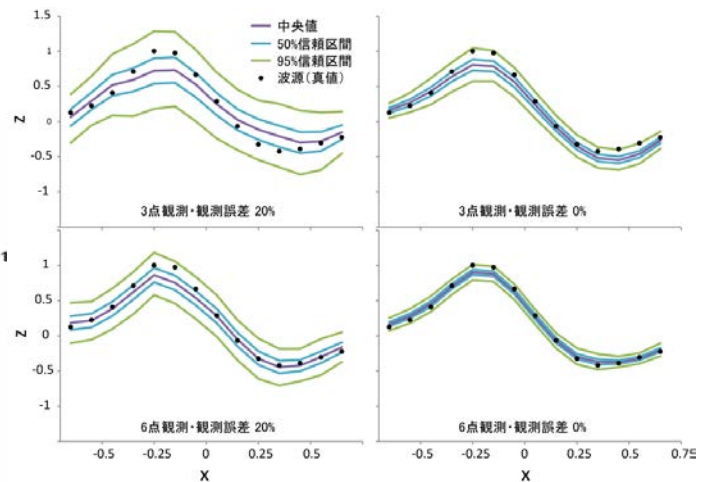 1.5
1
0.5
0
-0.5
-1
Z
中央値
50%信頼区間
95%信頼区間
波源(真値)
3点観測・観測誤差 20%
3点観測・観測誤差 0%
1
1
0.5
0
-0.5
-1
Z
6点観測・観測誤差 20%
6点観測・観測誤差 0%
-0.5 -0.25 0 0.25 0.5
-0.5 -0.25 0 0.25 0.5 0.75
X
X